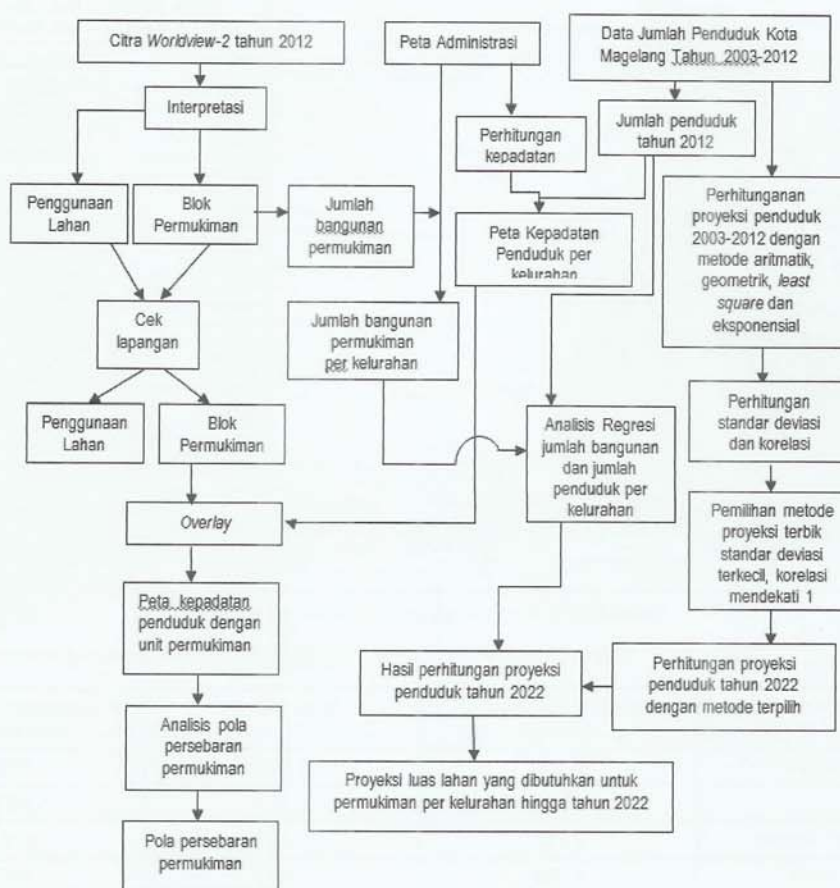 Citra Worldview-2 tahun 2012
Peta Administrasi
Data Jumlah Penduduk Kota
Magelang Tahun 2003-2012
Interpretasi
Perhitungan
kepadatan
Jumlah penduduk
tahun 2012
Penggunaan
Lahan
Blok
Permukiman
Jumlah
bangunan
permukiman
Peta Kepadatan
Penduduk per
kelurahan
Perhitunganan
proyeksi penduduk
2003-2012 dengan
metode aritmatik,
geometrik, least
square dan
eksponensial
Cek
lapangan
Jumlah bangunan
permukiman
per kelurahan
Penggunaan
Lahan
Blok
Permukiman
Analisis Regresi
jumlah bangunan
dan jumlah
penduduk per
kelurahan
Perhitungan
standar deviasi
dan korelasi
Overlay
Pemilihan metode
proyeksi terbik
standar deviasi
terkecil, korelasi
mendekati 1
Peta kepadatan
penduduk dengan
unit permukiman
Hasil perhitungan proyeksi
penduduk tahun 2022
Perhitungan proyeksi
penduduk tahun 2022
dengan metode terpilih
Analisis pola
persebaran
permukiman
Proyeksi luas lahan yang dibutuhkan untuk
permukiman per kelurahan hingga tahun 2022
Pola persebaran
permukiman